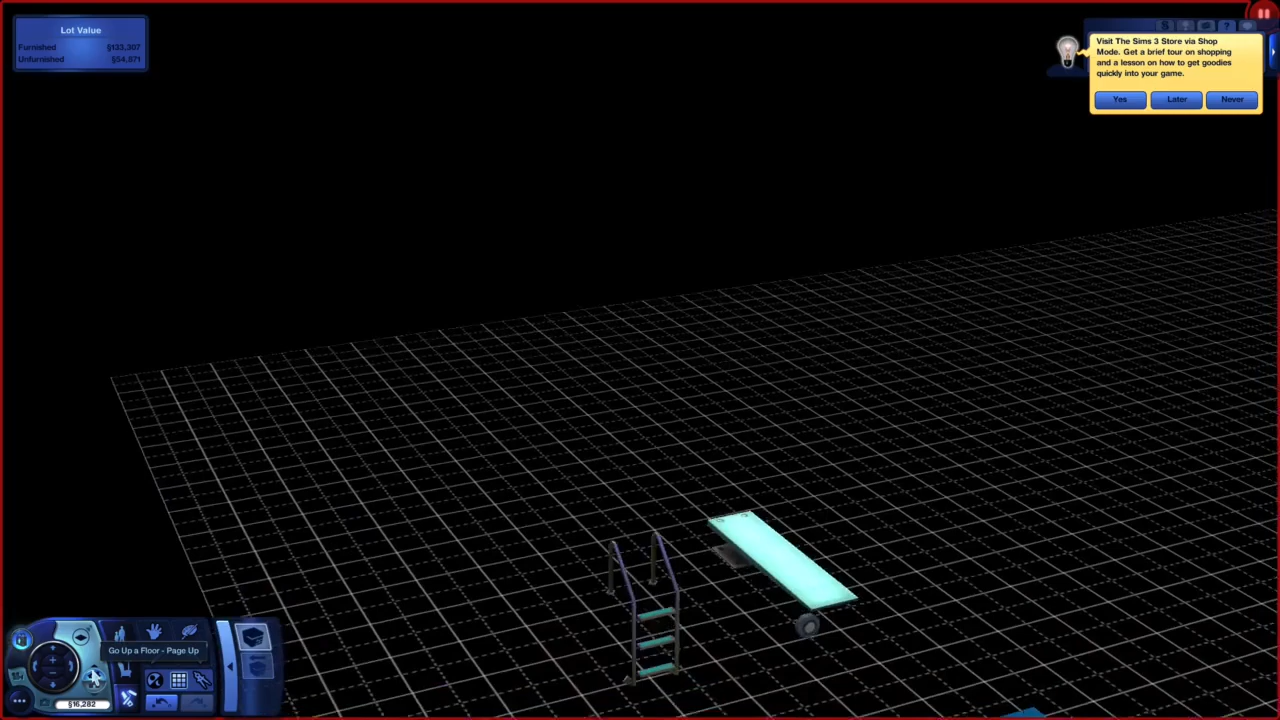 Lot Value
Furnished §133,307
Unfurnished §54,871
Visit The Sims 3 Store via Shop
Mode. Get a brief tour on shopping
and a lesson on how to get goodies
quickly into your game.
Yes Later Never
Go Up a Floor - Page Up
§16,282